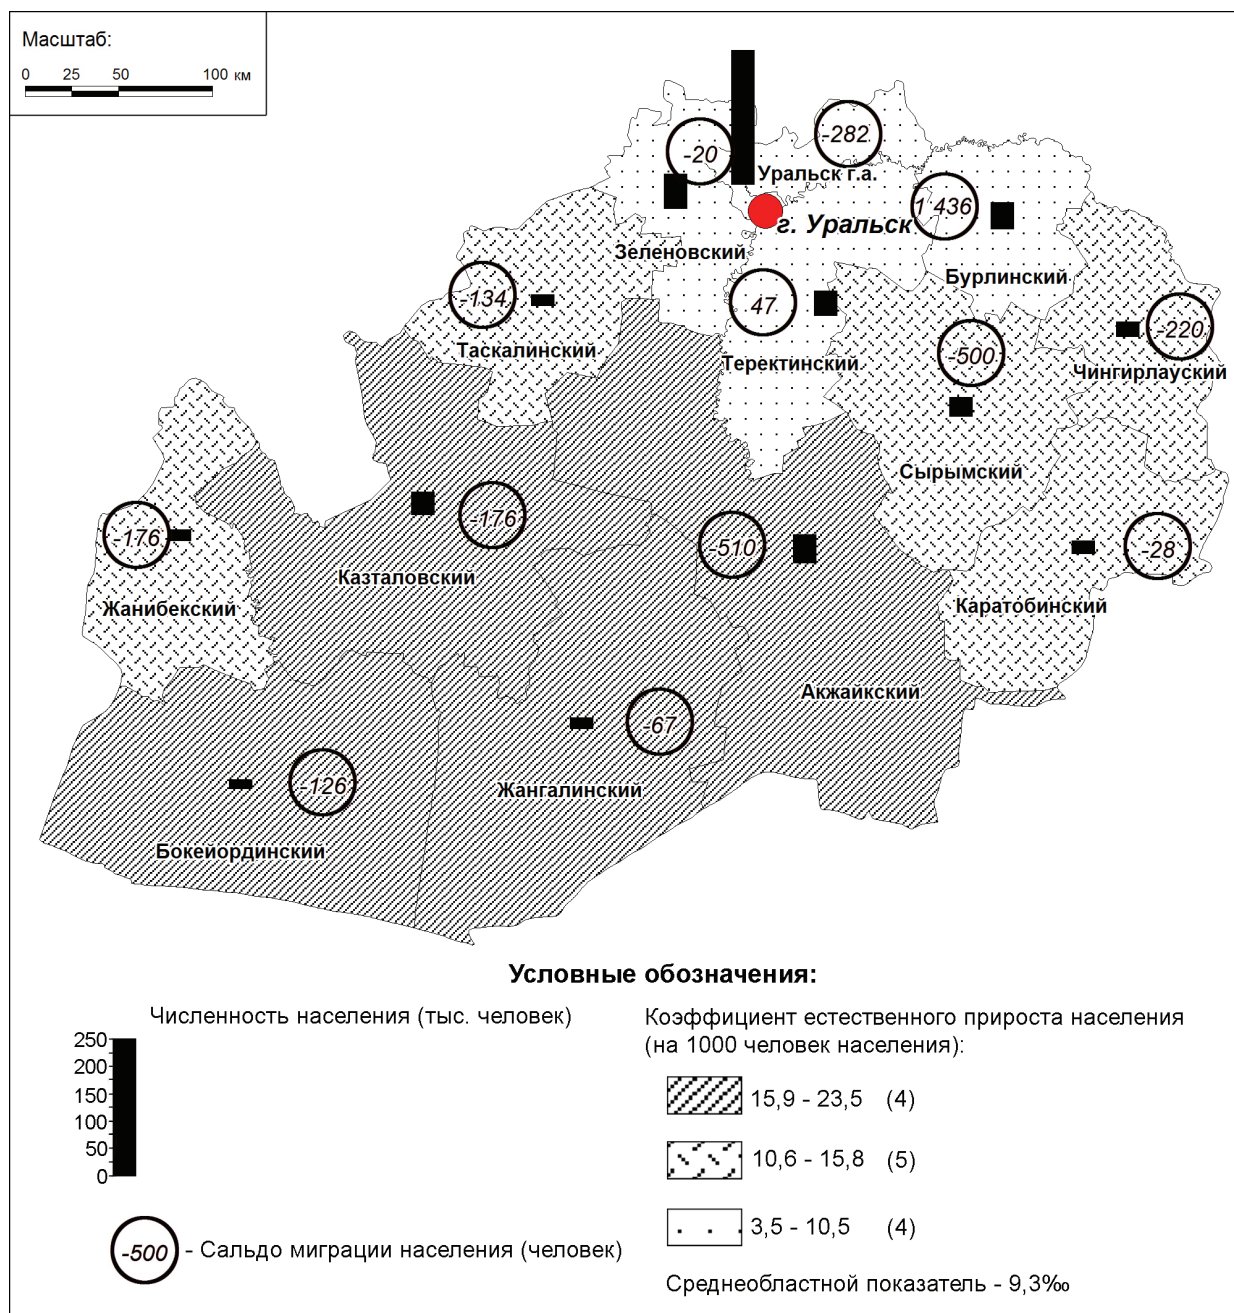 Масштаб:
0 25 50 100 км
-282
-20
Уральск г.а.
1 436
г. Уральск
Зеленовский
Бурлинский
-134
47
-220
Таскалинский
-500
Теректинский
Чингирлауский
Сырымский
-176
-176
-510
-28
Казталовский
Жанибекский
Каратобинский
Акжайкский
-67
-126
Жангалинский
Бокейординский
Условные обозначения:
Численность населения (тыс. человек)
250
200
150
100
50
0
-500 - Сальдо миграции населения (человек)
Коэффициент естественного прироста населения
(на 1000 человек населения):
15,9 - 23,5 (4)
10,6 - 15,8 (5)
3,5 - 10,5 (4)
Среднеобластной показатель - 9,3‰